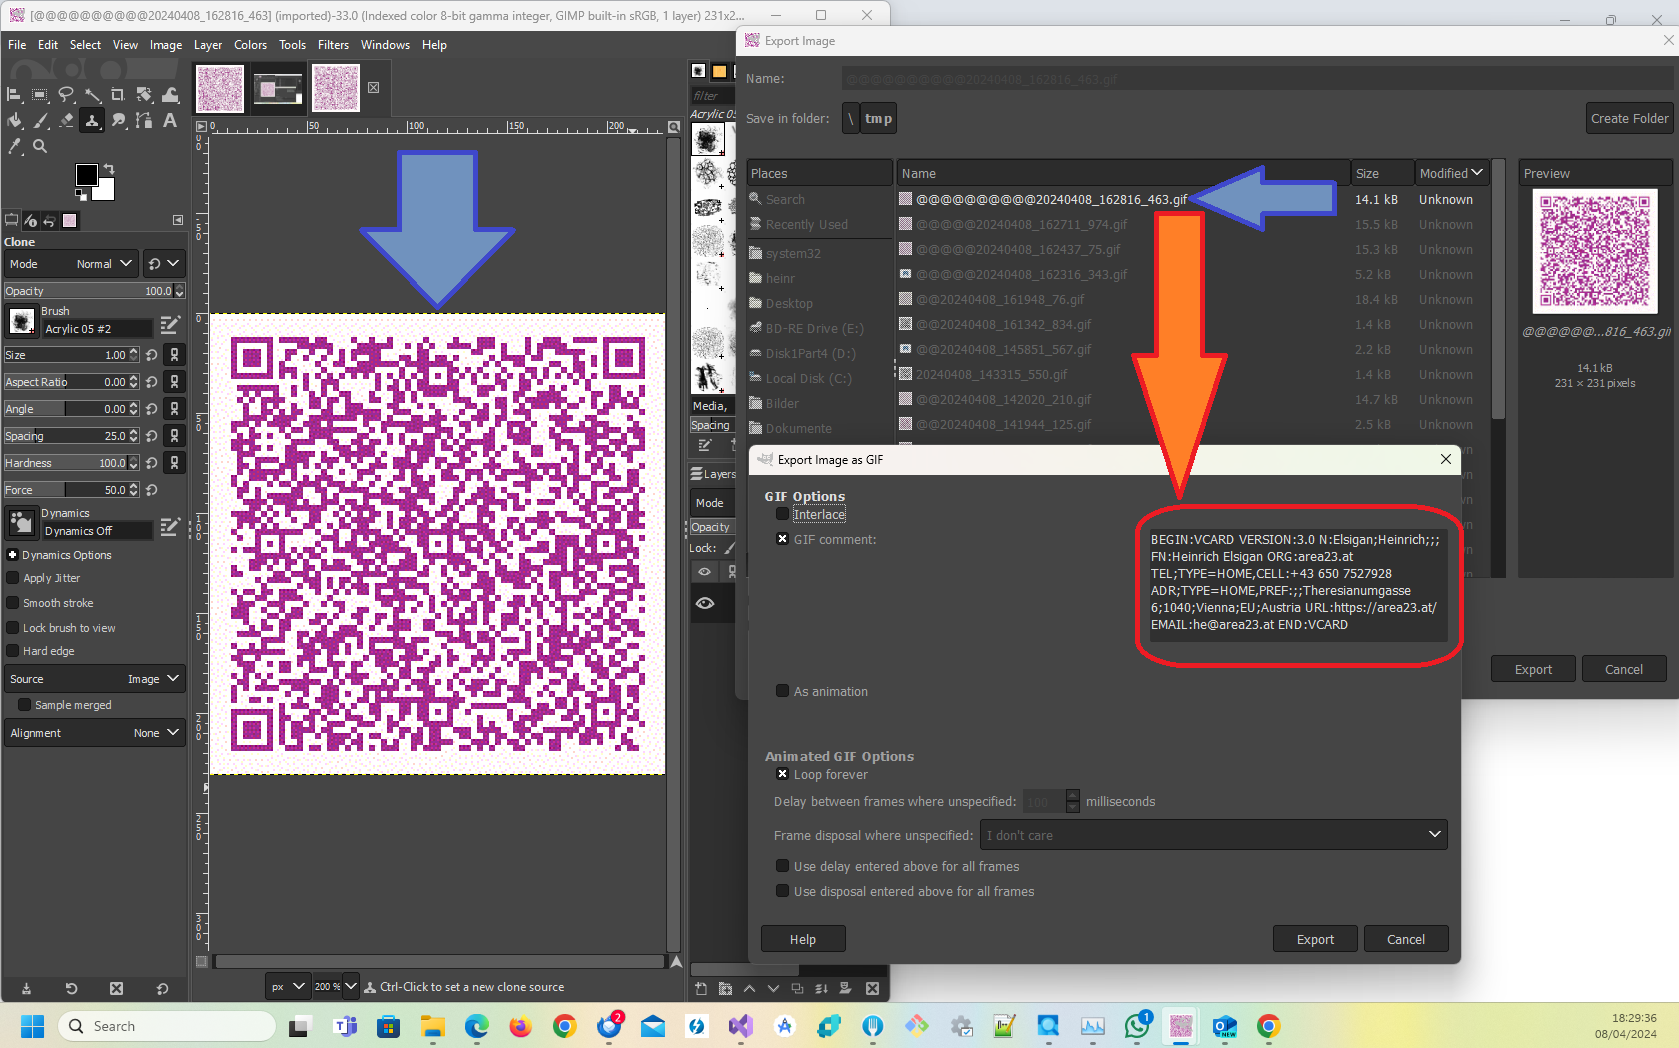 [@@@@@@@@@@20240408_162816_463] (imported)-33.0 (Indexed color 8-bit gamma integer, GIMP built-in sRGB, 1 layer) 231x2...
File Edit Select View Image Layer Colors Tools Filters Windows Help
Clone
Mode Normal
Opacity 100.0
Brush
Acrylic 05 #2
Size 1.00
Aspect Ratio 0.00
Angle 0.00
Spacing 25.0
Hardness 100.0
Force 50.0
Dynamics
Dynamics Off
Dynamics Options
Apply Jitter
Smooth stroke
Lock brush to view
Hard edge
Source Image
Sample merged
Alignment None
0 50 100 150 200
0
50
100
150
200
250
300
px 200 % Ctrl-Click to set a new clone source
filter
Acrylic 05
Media,
Spacing
Layers
Mode
Opacity
Lock:
Export Image
Name: @@@@@@@@@@20240408_162816_463.gif
Save in folder: \ tmp
Create Folder
Places
Search
Recently Used
system32
heinr
Desktop
BD-RE Drive (E:)
Disk1Part4 (D:)
Local Disk (C:)
Bilder
Dokumente
Name Size Modified
@@@@@@@@@@20240408_162816_463.gif 14.1 kB Unknown
@@@@@20240408_162711_974.gif 15.5 kB Unknown
@@@@@20240408_162437_75.gif 15.3 kB Unknown
@@@@@20240408_162316_343.gif 5.2 kB Unknown
@@20240408_161948_76.gif 18.4 kB Unknown
@@20240408_161342_834.gif 1.4 kB Unknown
@@20240408_145851_567.gif 2.2 kB Unknown
20240408_143315_550.gif 1.4 kB Unknown
@@20240408_142020_210.gif 14.7 kB Unknown
@@20240408_141944_125.gif 2.5 kB Unknown
Preview
@@@@@@...816_463.gif
14.1 kB
231 × 231 pixels
Export Cancel
Export Image as GIF
GIF Options
Interlace
GIF comment:
BEGIN:VCARD VERSION:3.0 N:Elsigan;Heinrich;;;
FN:Heinrich Elsigan ORG:area23.at
TEL;TYPE=HOME,CELL:+43 650 7527928
ADR;TYPE=HOME,PREF:;;Theresianumgasse
6;1040;Vienna;EU;Austria URL:https://area23.at/
EMAIL:he@area23.at END:VCARD
As animation
Animated GIF Options
Loop forever
Delay between frames where unspecified: 100 milliseconds
Frame disposal where unspecified: I don't care
Use delay entered above for all frames
Use disposal entered above for all frames
Help Export Cancel
Search
2
1
NEW
18:29:36
08/04/2024